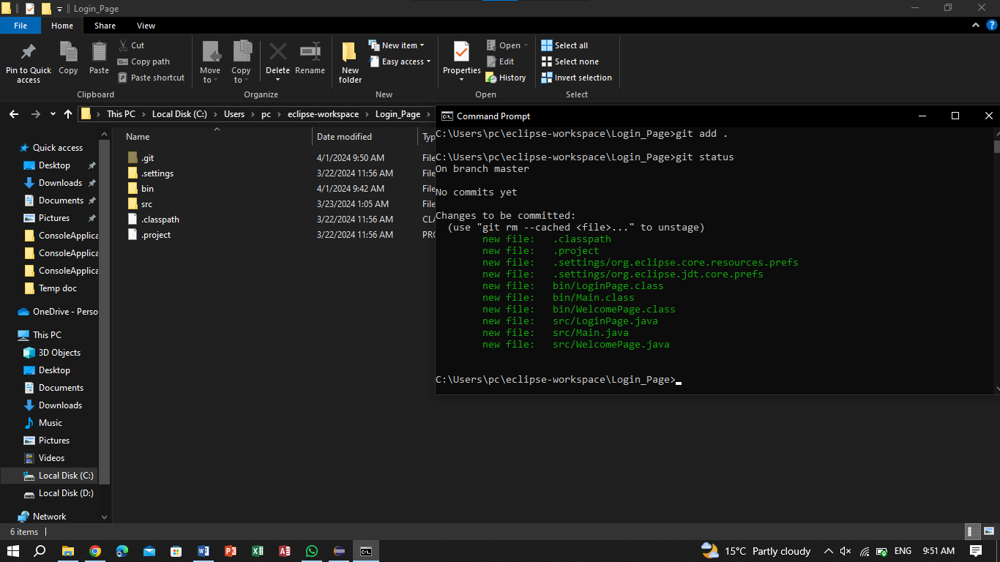 Login_Page
File Home Share View
Pin to Quick access
Copy
Paste
Cut
Copy path
Paste shortcut
Clipboard
Move to
Copy to
Delete
Rename
Organize
New folder
New item
Easy access
New
Properties
Open
Edit
History
Open
Select all
Select none
Invert selection
Select
This PC Local Disk (C:) Users pc eclipse-workspace Login_Page
Name Date modified Typ
.git 4/1/2024 9:50 AM File
.settings 3/22/2024 11:56 AM File
bin 4/1/2024 9:42 AM File
src 3/23/2024 1:05 AM File
.classpath 3/22/2024 11:56 AM CLA
.project 3/22/2024 11:56 AM PRO
Quick access
Desktop
Downloads
Documents
Pictures
ConsoleApplica
ConsoleApplica
ConsoleApplica
Temp doc
OneDrive - Perso
This PC
3D Objects
Desktop
Documents
Downloads
Music
Pictures
Videos
Local Disk (C:)
Local Disk (D:)
Network
6 items
Command Prompt
C:\Users\pc\eclipse-workspace\Login_Page>git add .
C:\Users\pc\eclipse-workspace\Login_Page>git status
On branch master
No commits yet
Changes to be committed:
(use "git rm --cached <file>..." to unstage)
new file: .classpath
new file: .project
new file: .settings/org.eclipse.core.resources.prefs
new file: .settings/org.eclipse.jdt.core.prefs
new file: bin/LoginPage.class
new file: bin/Main.class
new file: bin/WelcomePage.class
new file: src/LoginPage.java
new file: src/Main.java
new file: src/WelcomePage.java
C:\Users\pc\eclipse-workspace\Login_Page>
15°C Partly cloudy ENG 9:51 AM